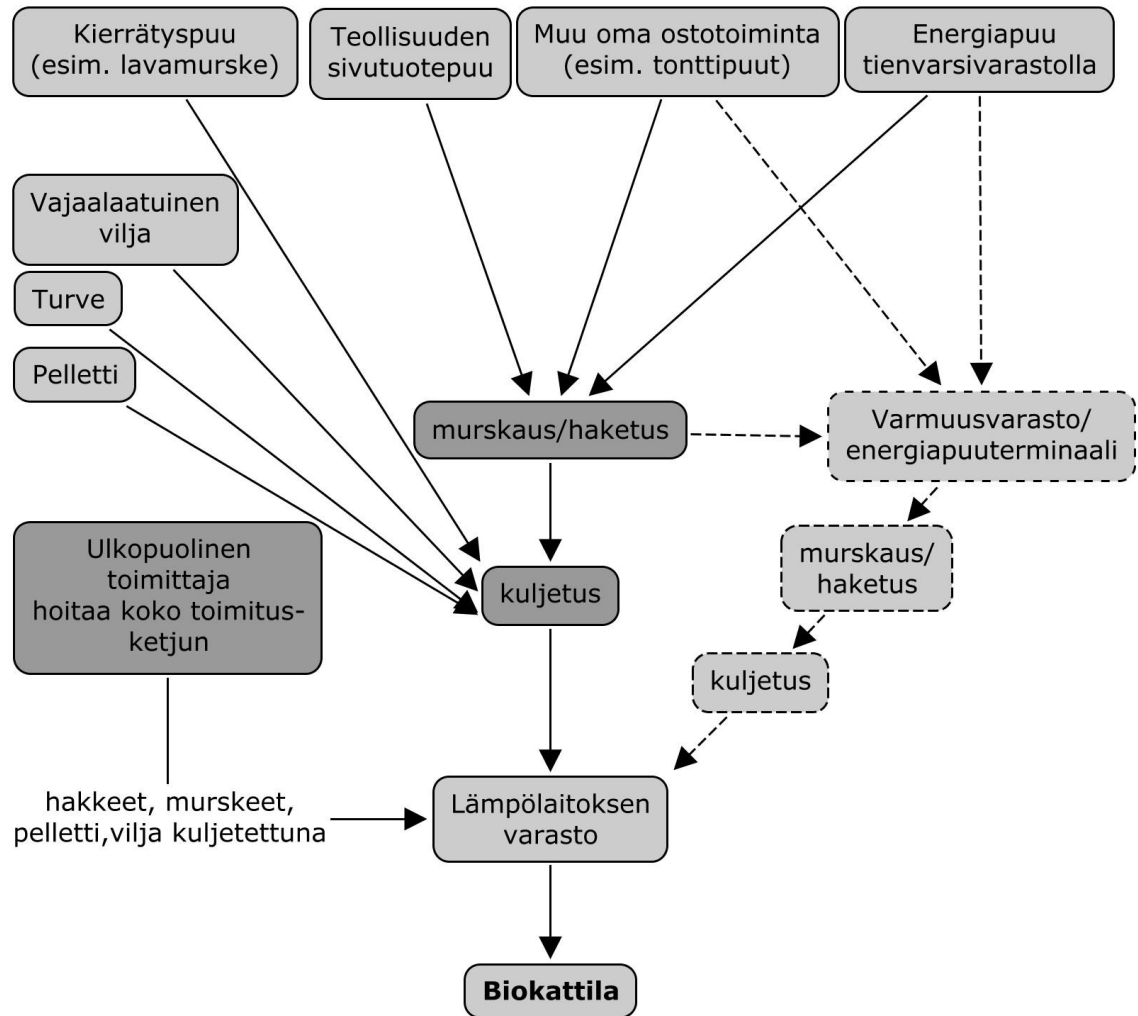 Kierrätyspuu
(esim. lavamurske)
Teollisuuden
sivutuotepuu
Muu oma ostotoiminta
(esim. tonttipuut)
Energiapuu
tienvarsivarastolla
Vajaalaatuinen
vilja
Turve
Pelletti
murskaus/haketus
Varmuusvarasto/
energiapuuterminaali
Ulkopuolinen
toimittaja
hoitaa koko toimitus-
ketjun
kuljetus
murskaus/
haketus
kuljetus
hakkeet, murskeet,
pelletti,vilja kuljetettuna
Lämpölaitoksen
varasto
Biokattila